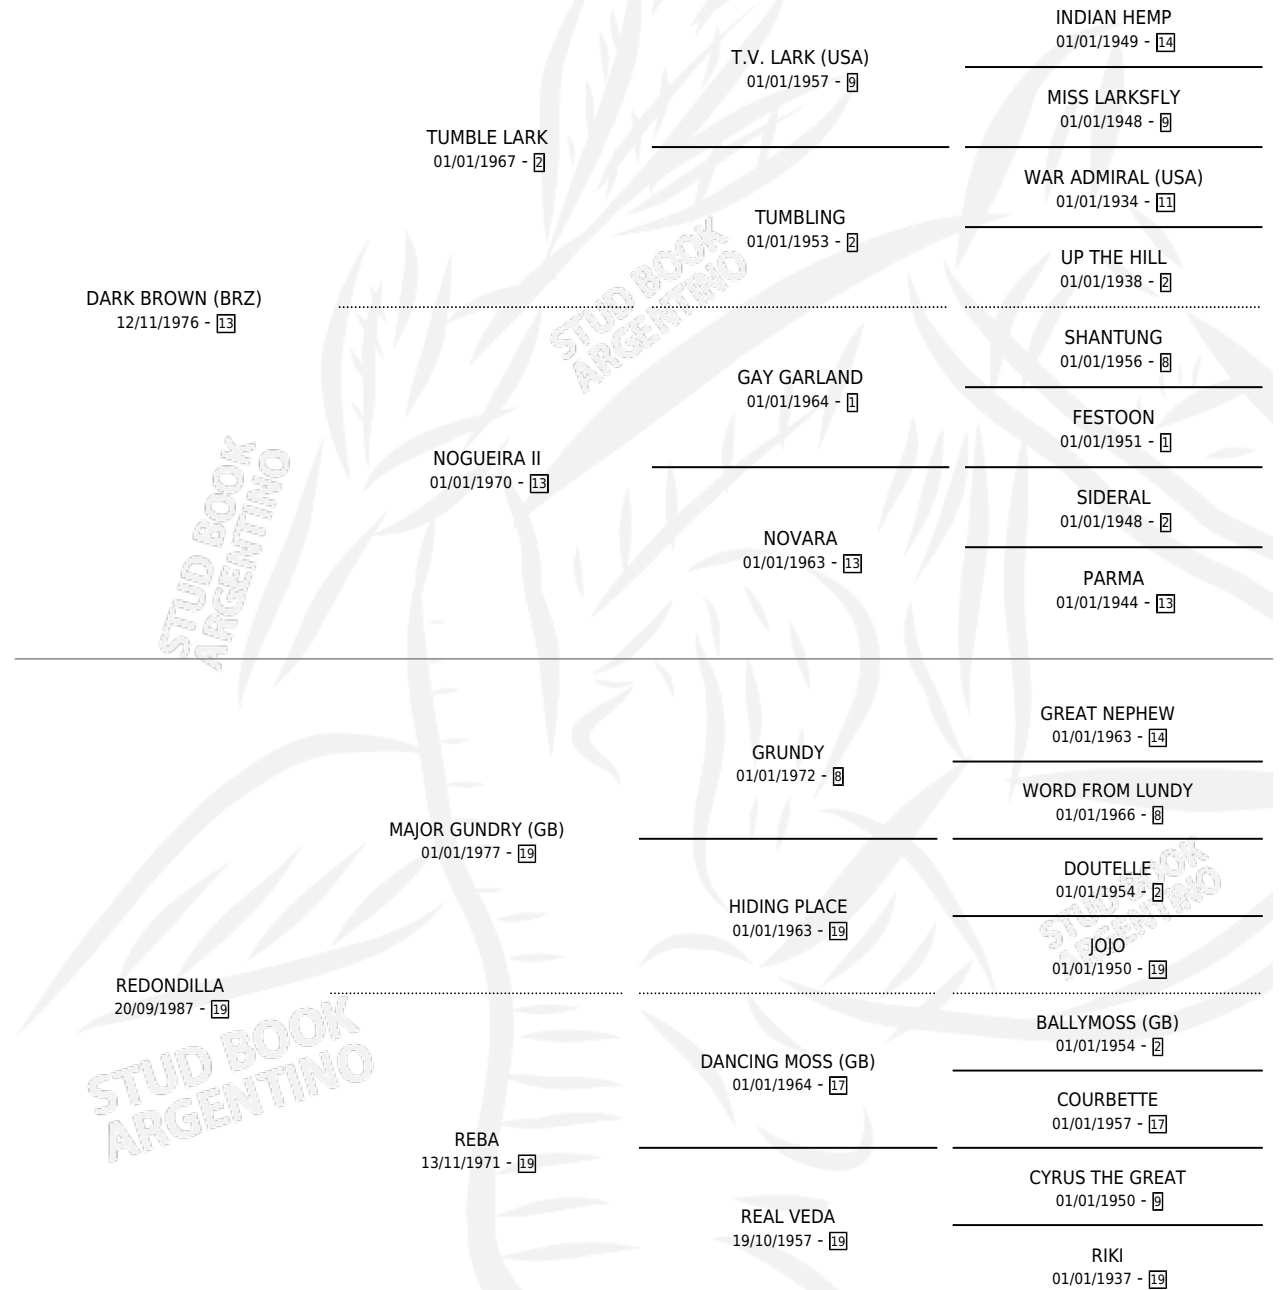 INDIAN HEMP
01/01/1949 - 14
T.V. LARK (USA)
01/01/1957 - 9
MISS LARKSFLY
01/01/1948 - 9
TUMBLE LARK
01/01/1967 - 2
WAR ADMIRAL (USA)
01/01/1934 - 11
TUMBLING
01/01/1953 - 2
UP THE HILL
01/01/1938 - 2
DARK BROWN (BRZ)
12/11/1976 - 13
SHANTUNG
01/01/1956 - 8
GAY GARLAND
01/01/1964 - 1
FESTOON
01/01/1951 - 1
NOGUEIRA II
01/01/1970 - 13
SIDERAL
01/01/1948 - 2
NOVARA
01/01/1963 - 13
PARMA
01/01/1944 - 13
GREAT NEPHEW
01/01/1963 - 14
GRUNDY
01/01/1972 - 8
WORD FROM LUNDY
01/01/1966 - 8
MAJOR GUNDRY (GB)
01/01/1977 - 19
DOUTELLE
01/01/1954 - 2
HIDING PLACE
01/01/1963 - 19
JOJO
01/01/1950 - 19
REDONDILLA
20/09/1987 - 19
BALLYMOSS (GB)
01/01/1954 - 2
DANCING MOSS (GB)
01/01/1964 - 17
COURBETTE
01/01/1957 - 17
REBA
13/11/1971 - 19
CYRUS THE GREAT
01/01/1950 - 9
REAL VEDA
19/10/1957 - 19
RIKI
01/01/1937 - 19
STUD BOOK
ARGENTINO
STUD BOOK
ARGENTINO
STUD BOOK
ARGENTINO
STUD BOOK
ARGENTINO